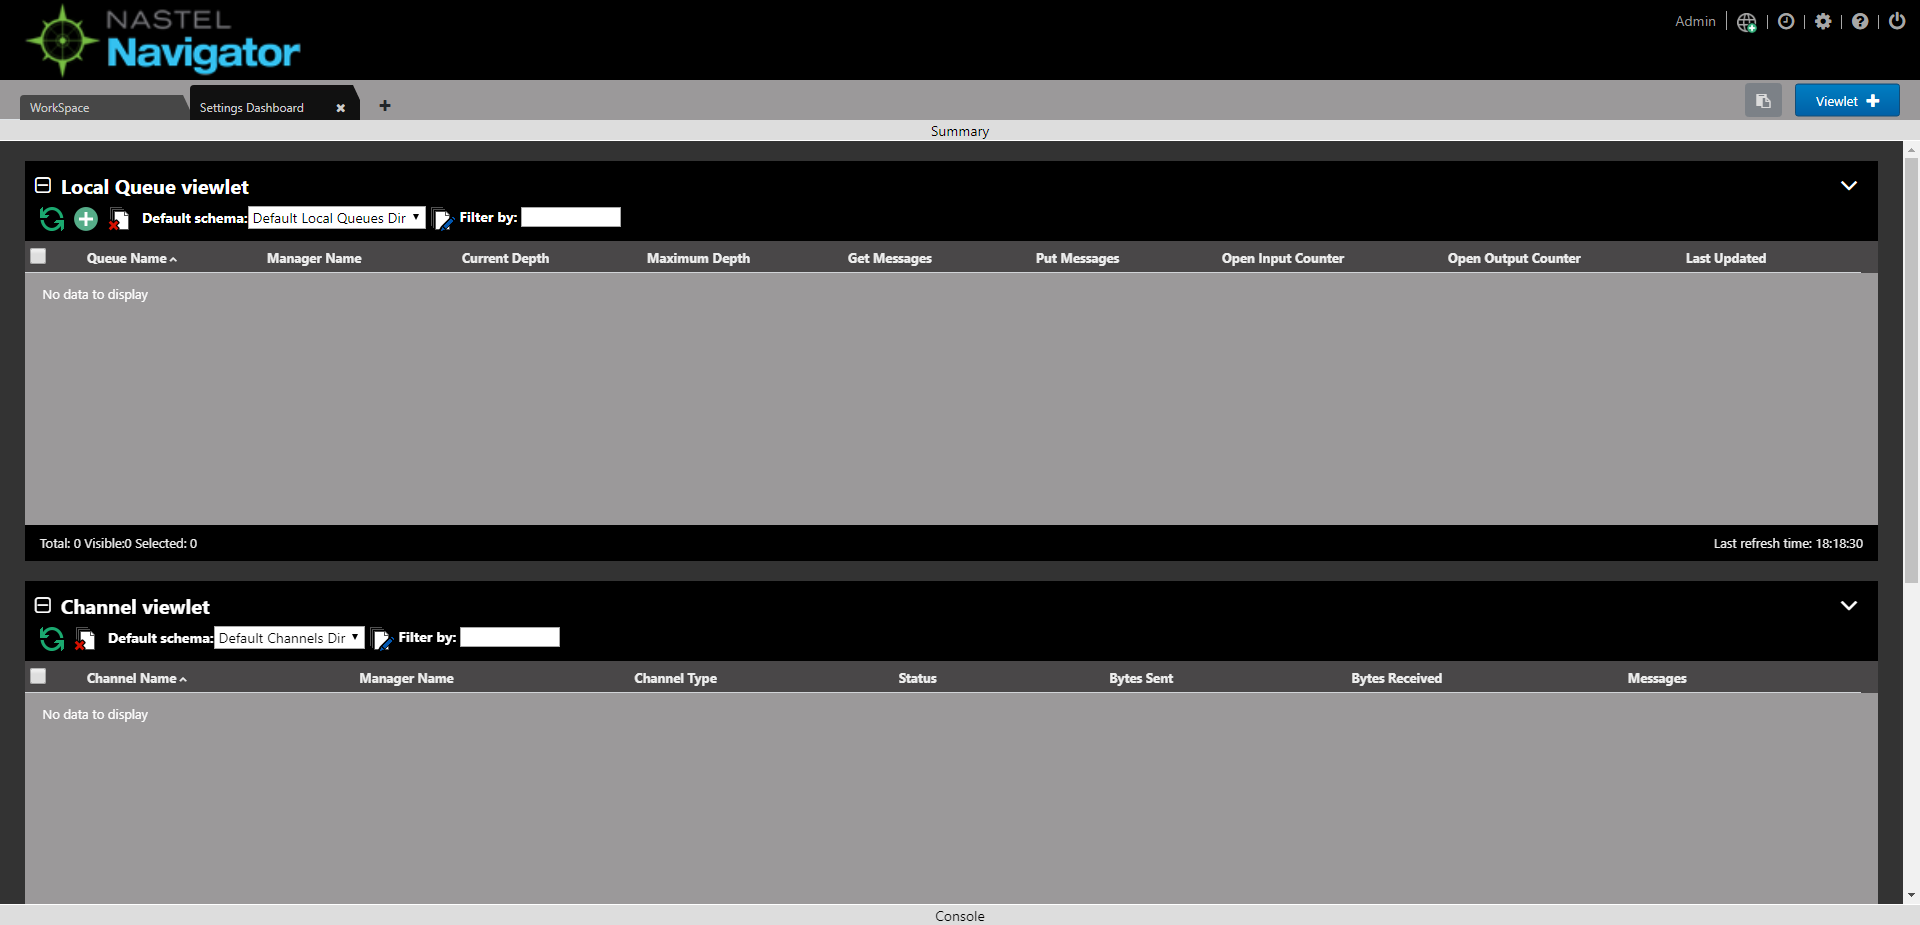 NASTEL
Navigator
Admin
WorkSpace
Settings Dashboard
Viewlet
Summary
Local Queue viewlet
Default schema: Default Local Queues Dir Filter by:
Queue Name Manager Name Current Depth Maximum Depth Get Messages Put Messages Open Input Counter Open Output Counter Last Updated
No data to display
Total: 0 Visible:0 Selected: 0 Last refresh time: 18:18:30
Channel viewlet
Default schema: Default Channels Dir Filter by:
Channel Name Manager Name Channel Type Status Bytes Sent Bytes Received Messages
No data to display
Console